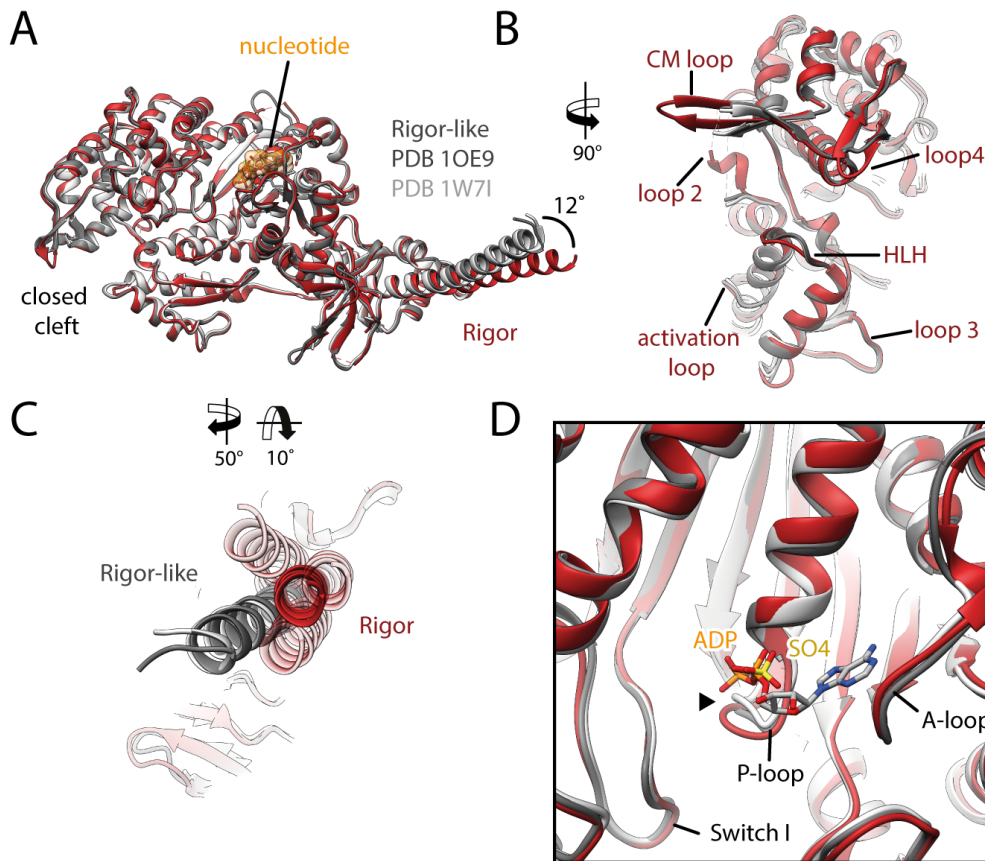 A
nucleotide
Rigor-like
PDB 1OE9
PDB 1W7I
12°
closed
cleft
Rigor
B
90°
CM loop
loop4
loop 2
HLH
activation
loop
loop 3
C
50° 10°
Rigor-like
Rigor
D
ADP
SO4
A-loop
P-loop
Switch I